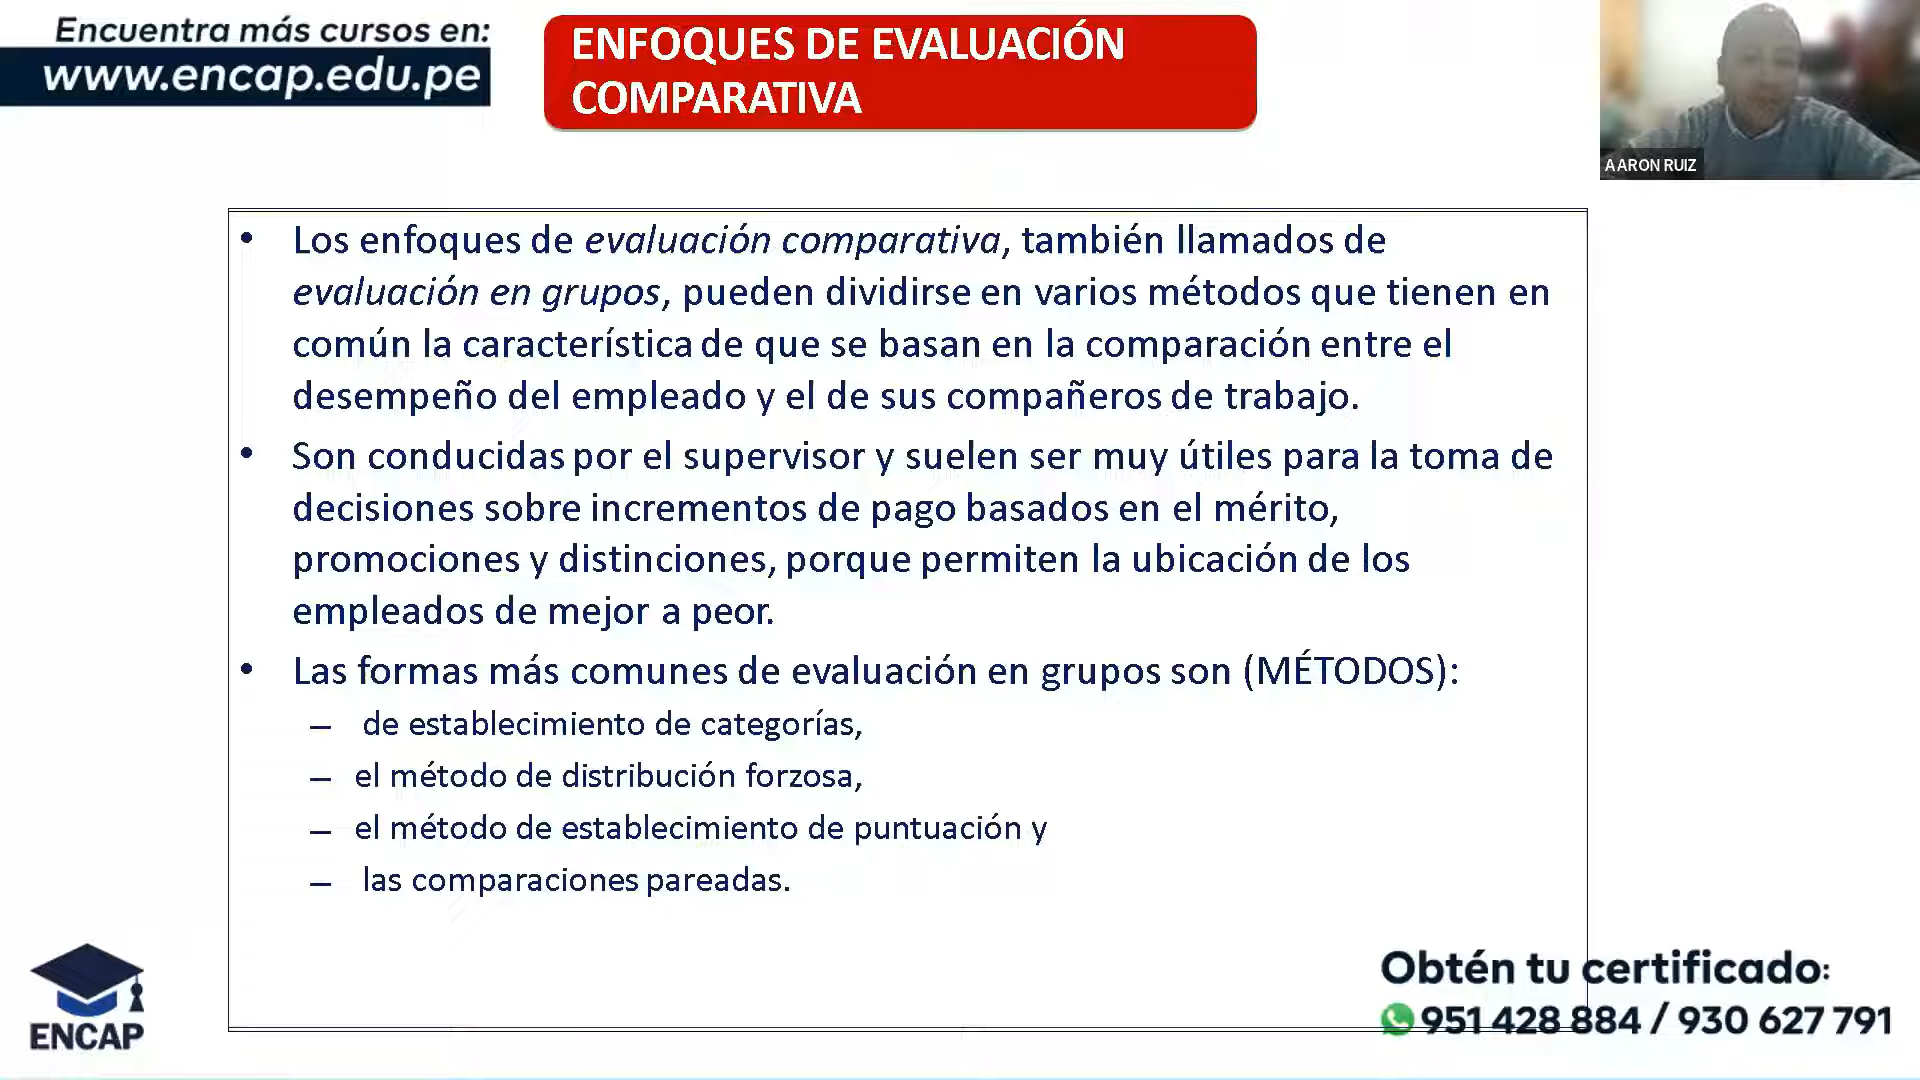 Encuentra más cursos en:
www.encap.edu.pe
ENFOQUES DE EVALUACIÓN
COMPARATIVA
AARON RUIZ
• Los enfoques de evaluación comparativa, también llamados de
evaluación en grupos, pueden dividirse en varios métodos que tienen en
común la característica de que se basan en la comparación entre el
desempeño del empleado y el de sus compañeros de trabajo.
• Son conducidas por el supervisor y suelen ser muy útiles para la toma de
decisiones sobre incrementos de pago basados en el mérito,
promociones y distinciones, porque permiten la ubicación de los
empleados de mejor a peor.
• Las formas más comunes de evaluación en grupos son (MÉTODOS):
– de establecimiento de categorías,
– el método de distribución forzosa,
– el método de establecimiento de puntuación y
– las comparaciones pareadas.
ENCAP
Obtén tu certificado:
951 428 884 / 930 627 791